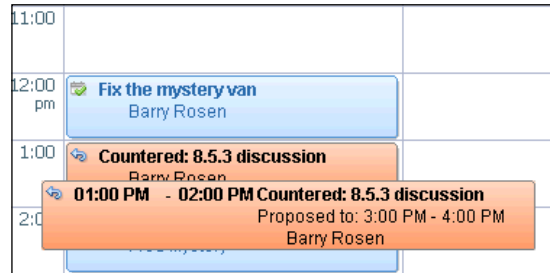 11:00
12:00
pm
Fix the mystery van
Barry Rosen
1:00
Countered: 8.5.3 discussion
Barry Rosen
01:00 PM - 02:00 PM Countered: 8.5.3 discussion
Proposed to: 3:00 PM - 4:00 PM
Barry Rosen